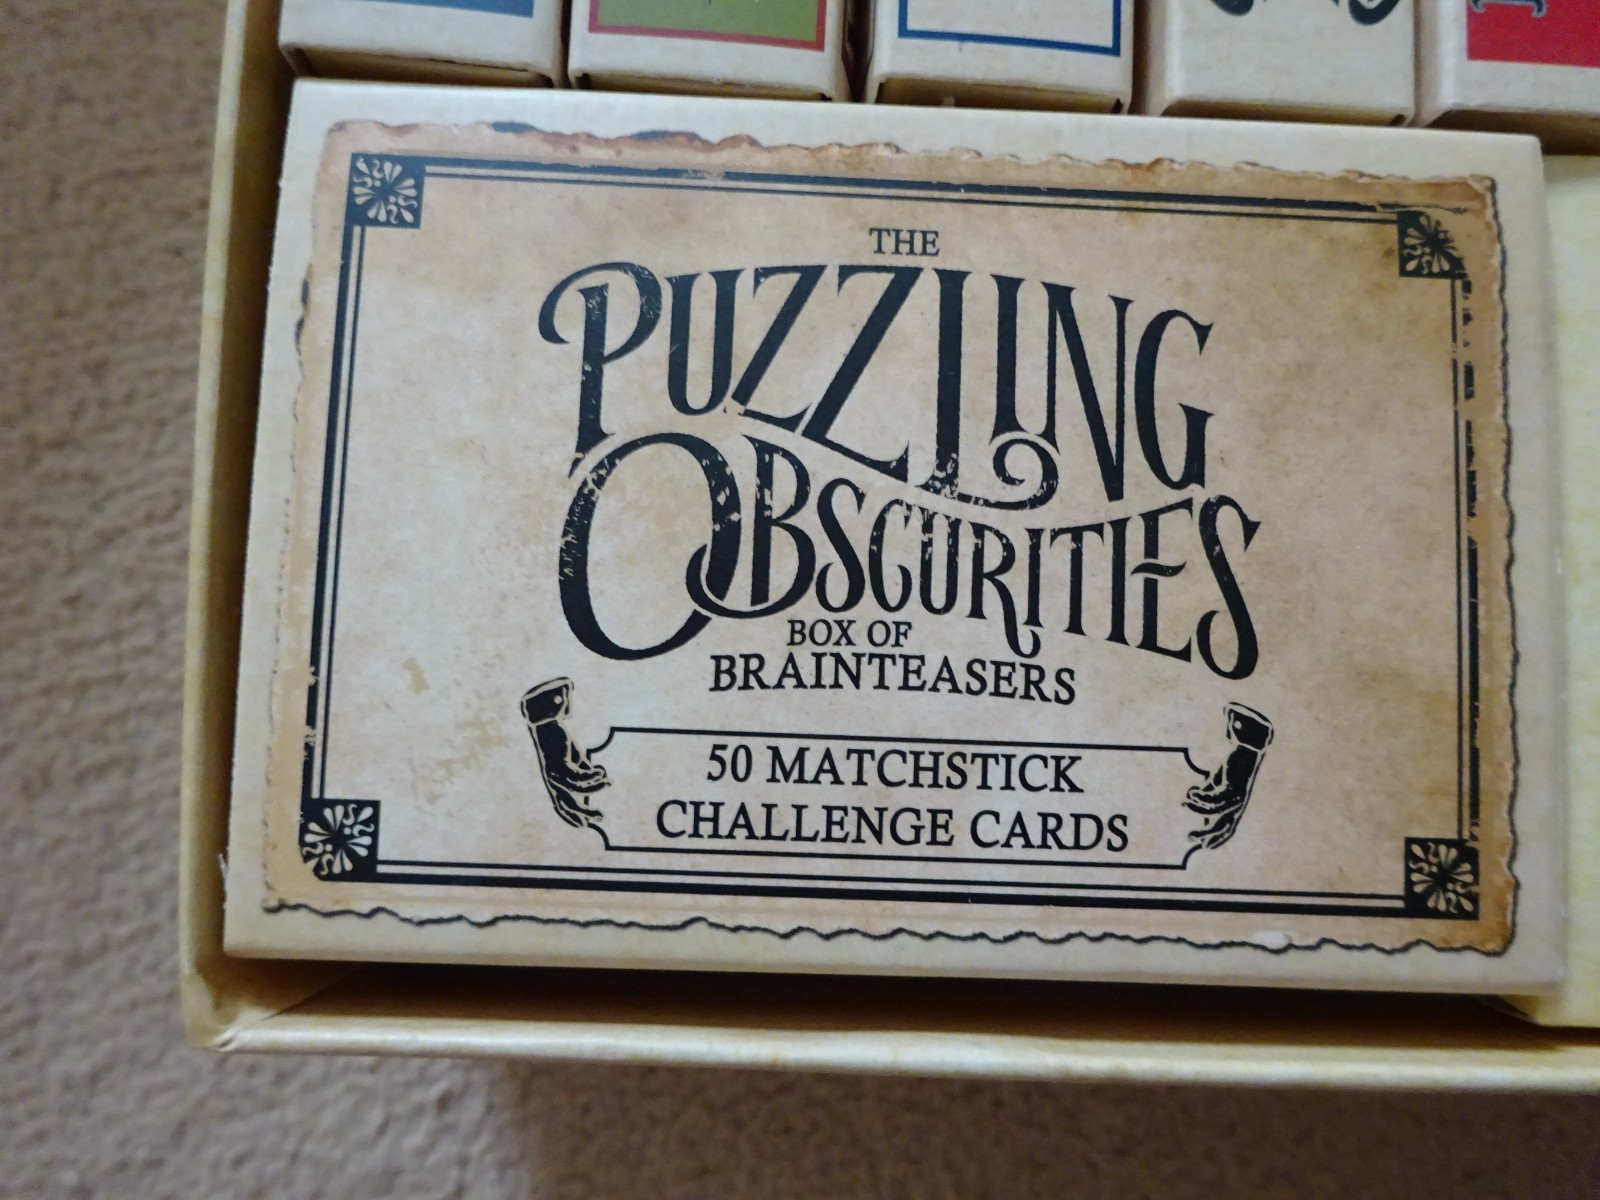 THE
PUZZLING
OBSCURITIES
BOX OF
BRAINTEASERS
50 MATCHSTICK
CHALLENGE CARDS